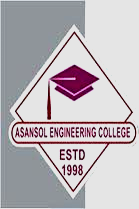 ASANSOL ENGINEERING COLLEGE
ESTD
1998